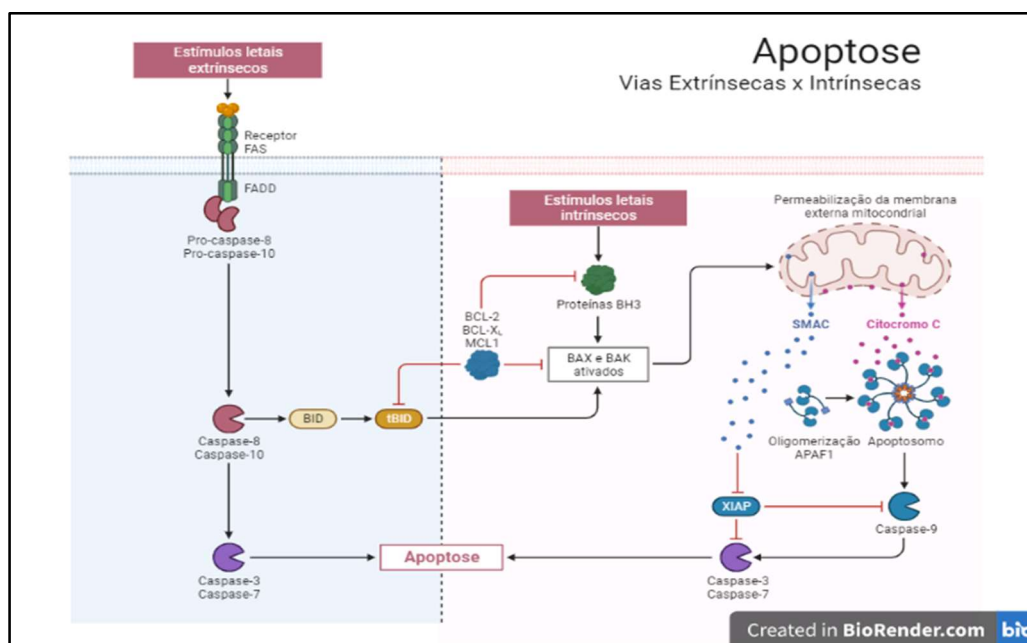 Apoptose
Vias Extrínsecas x Intrínsecas
Estímulos letais
extrínsecos
Receptor
FAS
FADD
Pro-caspase-8
Pro-caspase-10
Estímulos letais
intrínsecos
Permeabilização da membrana
externa mitocondrial
Proteínas BH3
BCL-2
BCL-XL
MCL1
SMAC
Citocromo C
BAX e BAK
ativados
BID
tBID
Caspase-8
Caspase-10
Oligomerização
APAF1
Apoptosomo
XIAP
Caspase-9
Apoptose
Caspase-3
Caspase-7
Caspase-3
Caspase-7
Created in BioRender.com
bio